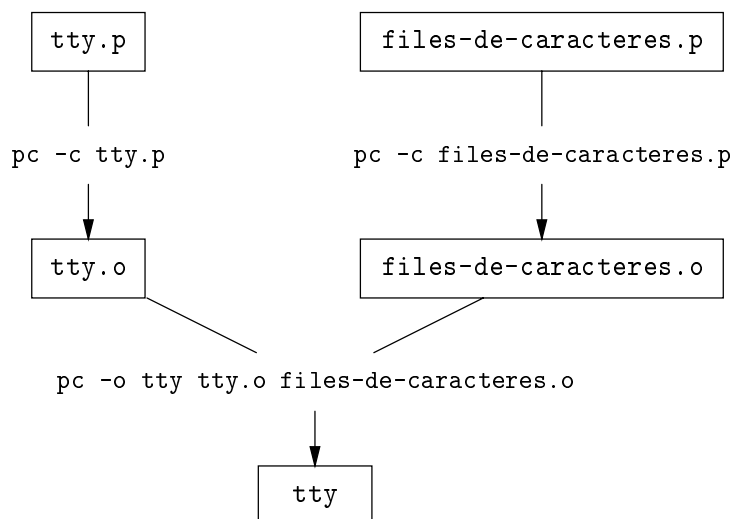 tty.p
files-de-caracteres.p
pc -c tty.p
pc -c files-de-caracteres.p
tty.o
files-de-caracteres.o
pc -o tty tty.o files-de-caracteres.o
tty